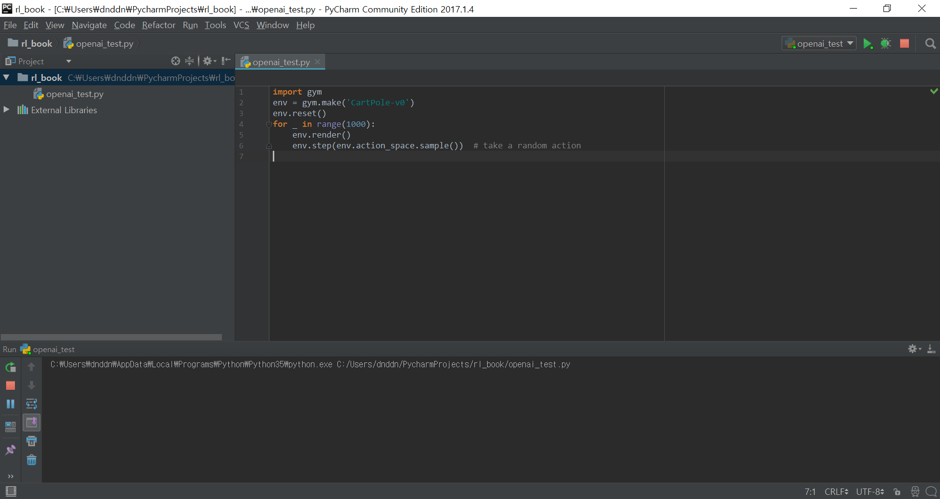 PC rl_book - [C:₩Users₩dnddn₩PycharmProjects₩rl_book] - ...₩openai_test.py - PyCharm Community Edition 2017.1.4
File Edit View Navigate Code Refactor Run Tools VCS Window Help
rl_book openai_test.py openai_test
Project openai_test.py
rl_book C:₩Users₩dnddn₩PycharmProjects₩rl_bo
openai_test.py
External Libraries
1 import gym
2 env = gym.make('CartPole-v0')
3 env.reset()
4 for _ in range(1000):
5 env.render()
6 env.step(env.action_space.sample()) # take a random action
7
Run openai_test
C:₩Users₩dnddn₩AppData₩Local₩Programs₩Python₩Python35₩python.exe C:/Users/dnddn/PycharmProjects/rl_book/openai_test.py
7:1 CRLF UTF-8